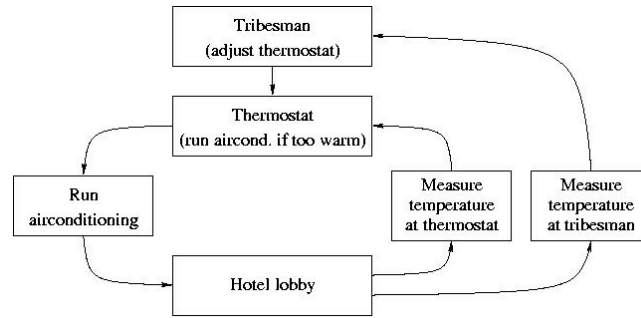 Tribesman
(adjust thermostat)
Thermostat
(run aircond. if too warm)
Run
airconditioning
Measure
temperature
at thermostat
Measure
temperature
at tribesman
Hotel lobby